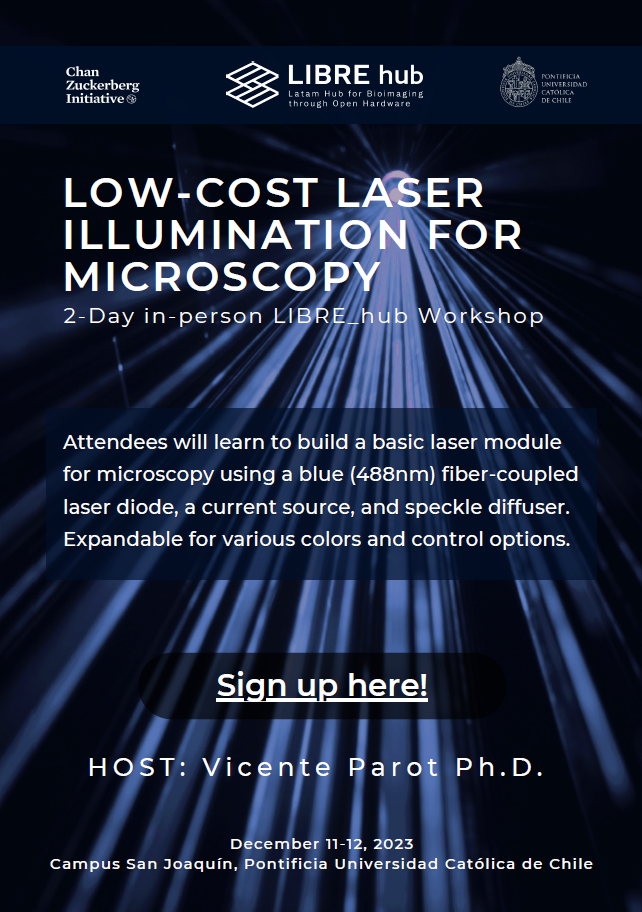 Chan
Zuckerberg
Initiative
LIBRE hub
Latam Hub for Bioimaging
through Open Hardware
PONTIFICIA
UNIVERSIDAD
CATÓLICA
DE CHILE
LOW-COST LASER
ILLUMINATION FOR
MICROSCOPY
2-Day in-person LIBRE_hub Workshop
Attendees will learn to build a basic laser module
for microscopy using a blue (488nm) fiber-coupled
laser diode, a current source, and speckle diffuser.
Expandable for various colors and control options.
Sign up here!
HOST: Vicente Parot Ph.D.
December 11-12, 2023
Campus San Joaquín, Pontificia Universidad Católica de Chile